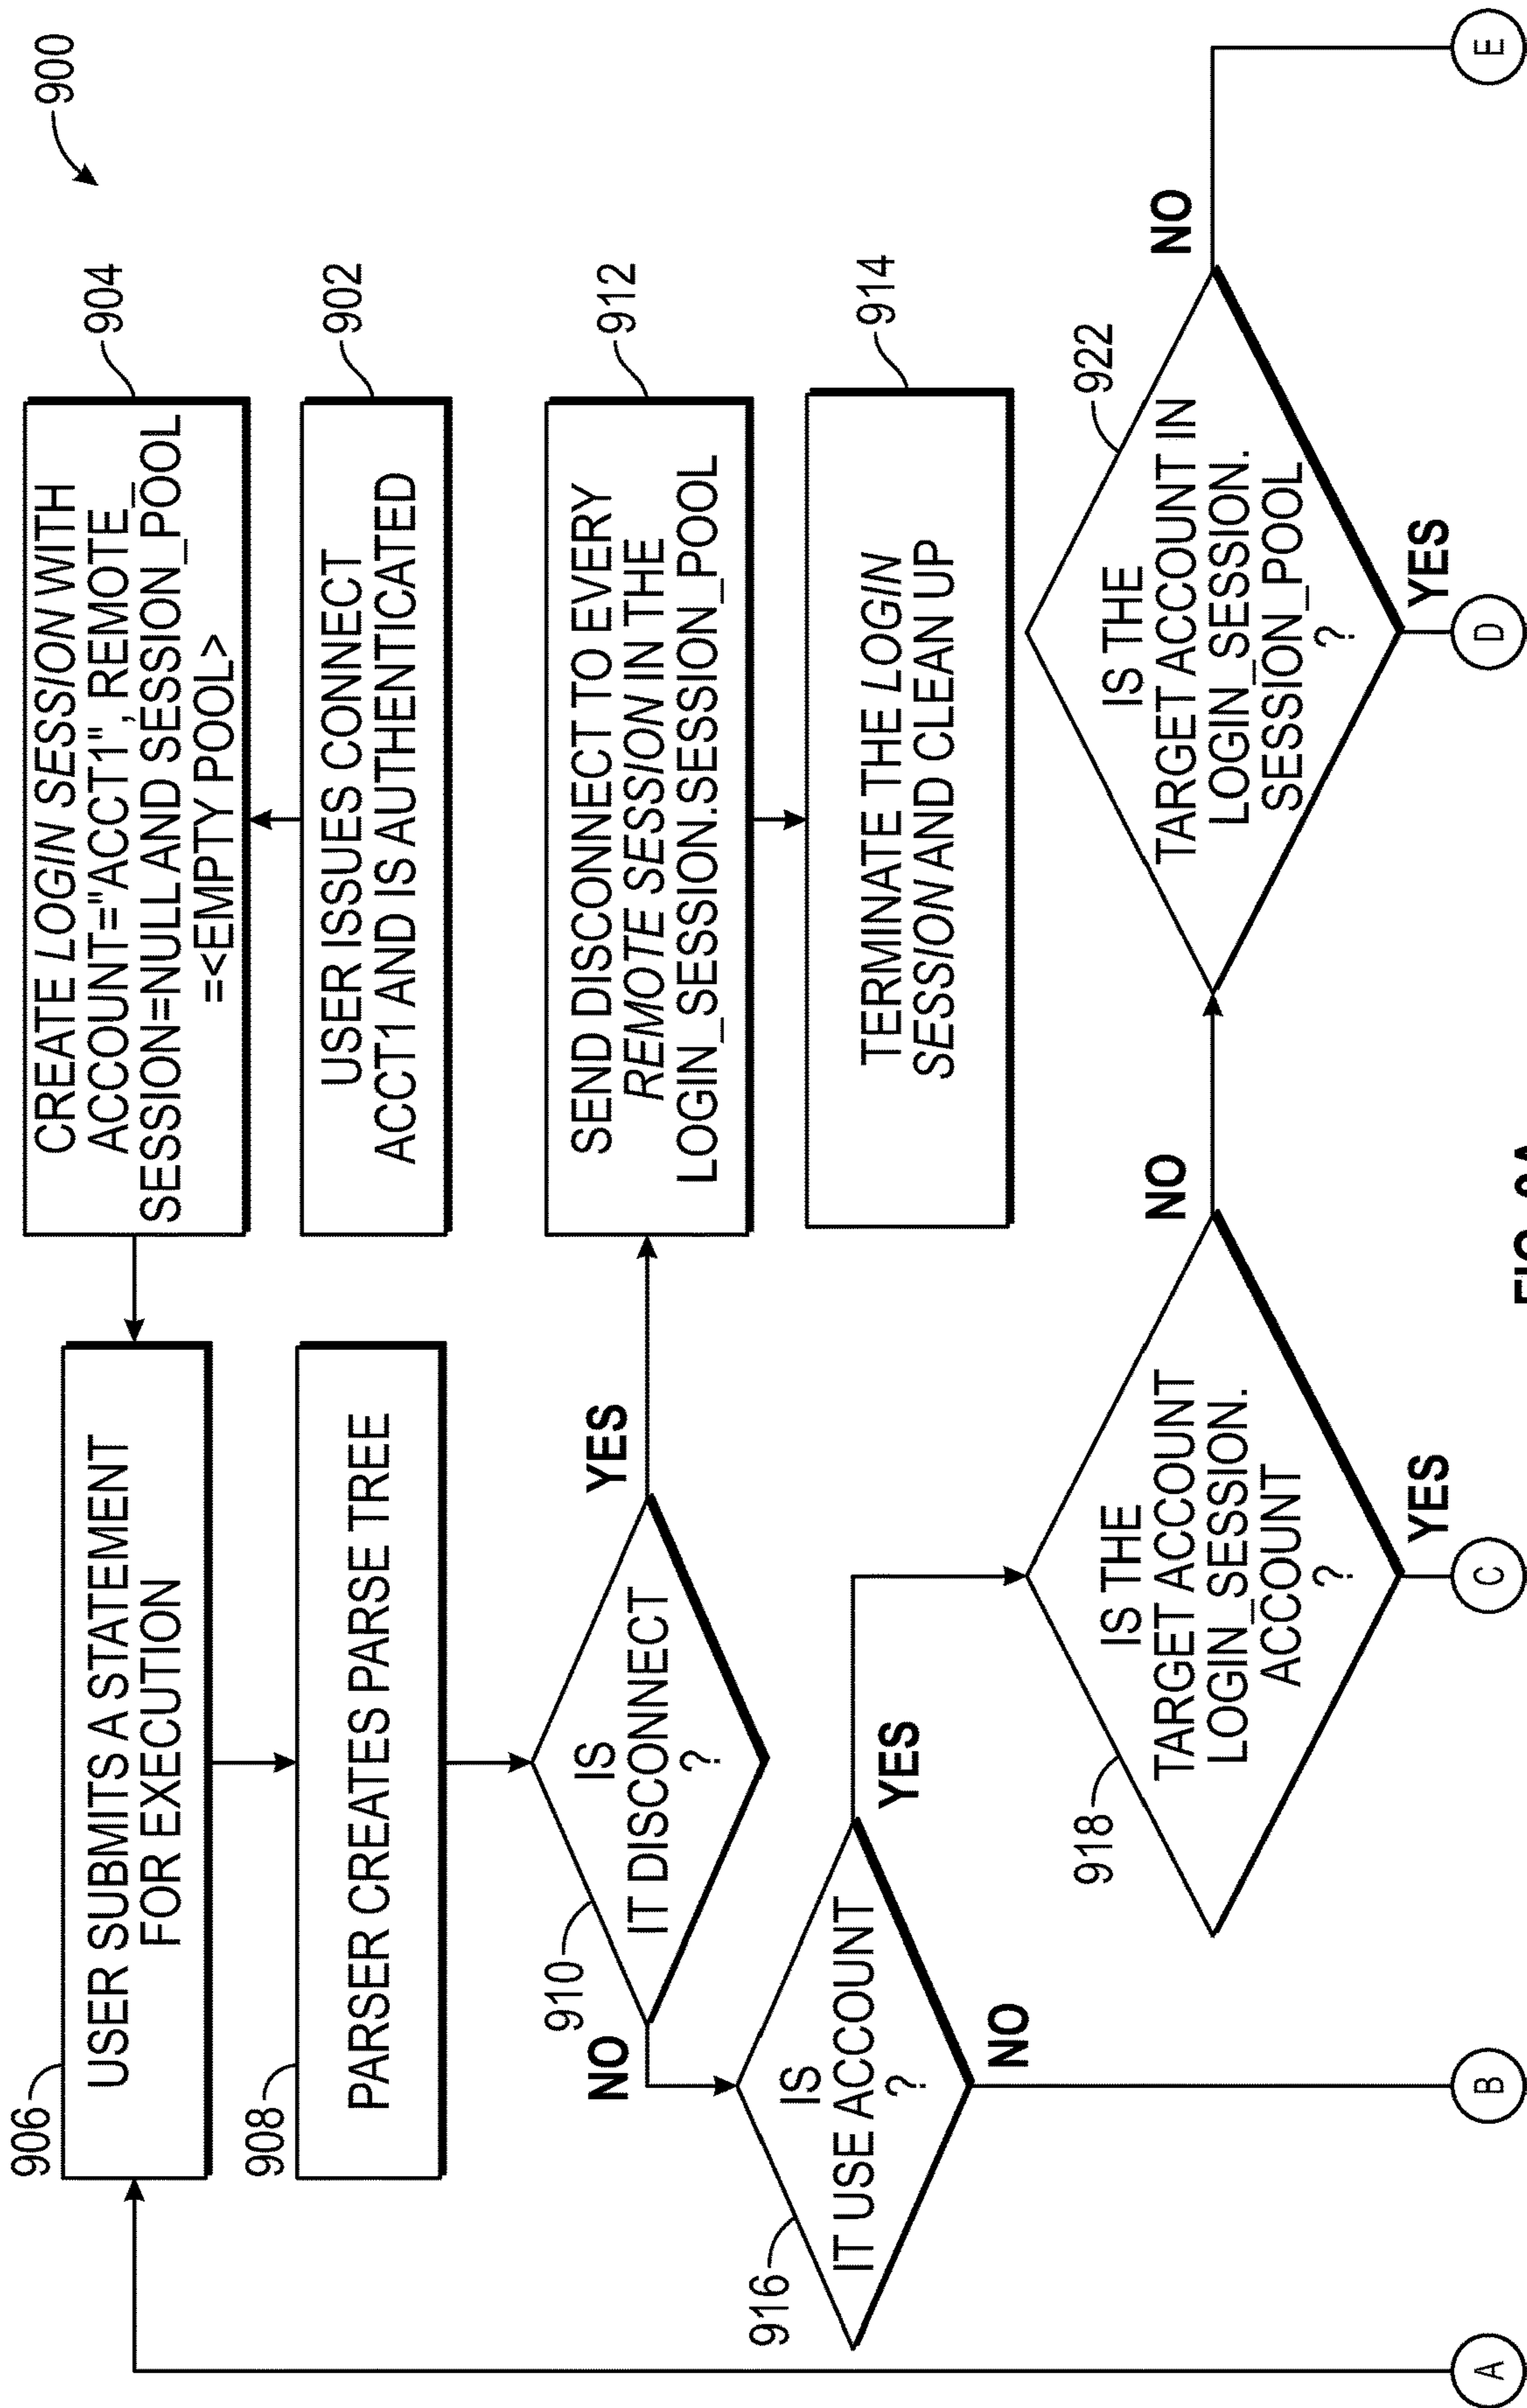 900
904
CREATE LOGIN SESSION WITH
ACCOUNT="ACCT1", REMOTE_
SESSION=NULL AND SESSION_POOL
=<EMPTY POOL>
902
USER ISSUES CONNECT
ACCT1 AND IS AUTHENTICATED
906
USER SUBMITS A STATEMENT
FOR EXECUTION
908
PARSER CREATES PARSE TREE
910
IS
IT DISCONNECT
?
YES
NO
912
SEND DISCONNECT TO EVERY
REMOTE SESSION IN THE
LOGIN_SESSION.SESSION_POOL
914
TERMINATE THE LOGIN
SESSION AND CLEAN UP
916
IS
IT USE ACCOUNT
?
YES
NO
918
IS THE
TARGET ACCOUNT
LOGIN_SESSION.
ACCOUNT
?
NO
YES
922
IS THE
TARGET ACCOUNT IN
LOGIN_SESSION.
SESSION_POOL
?
NO
YES
A
B
C
D
E